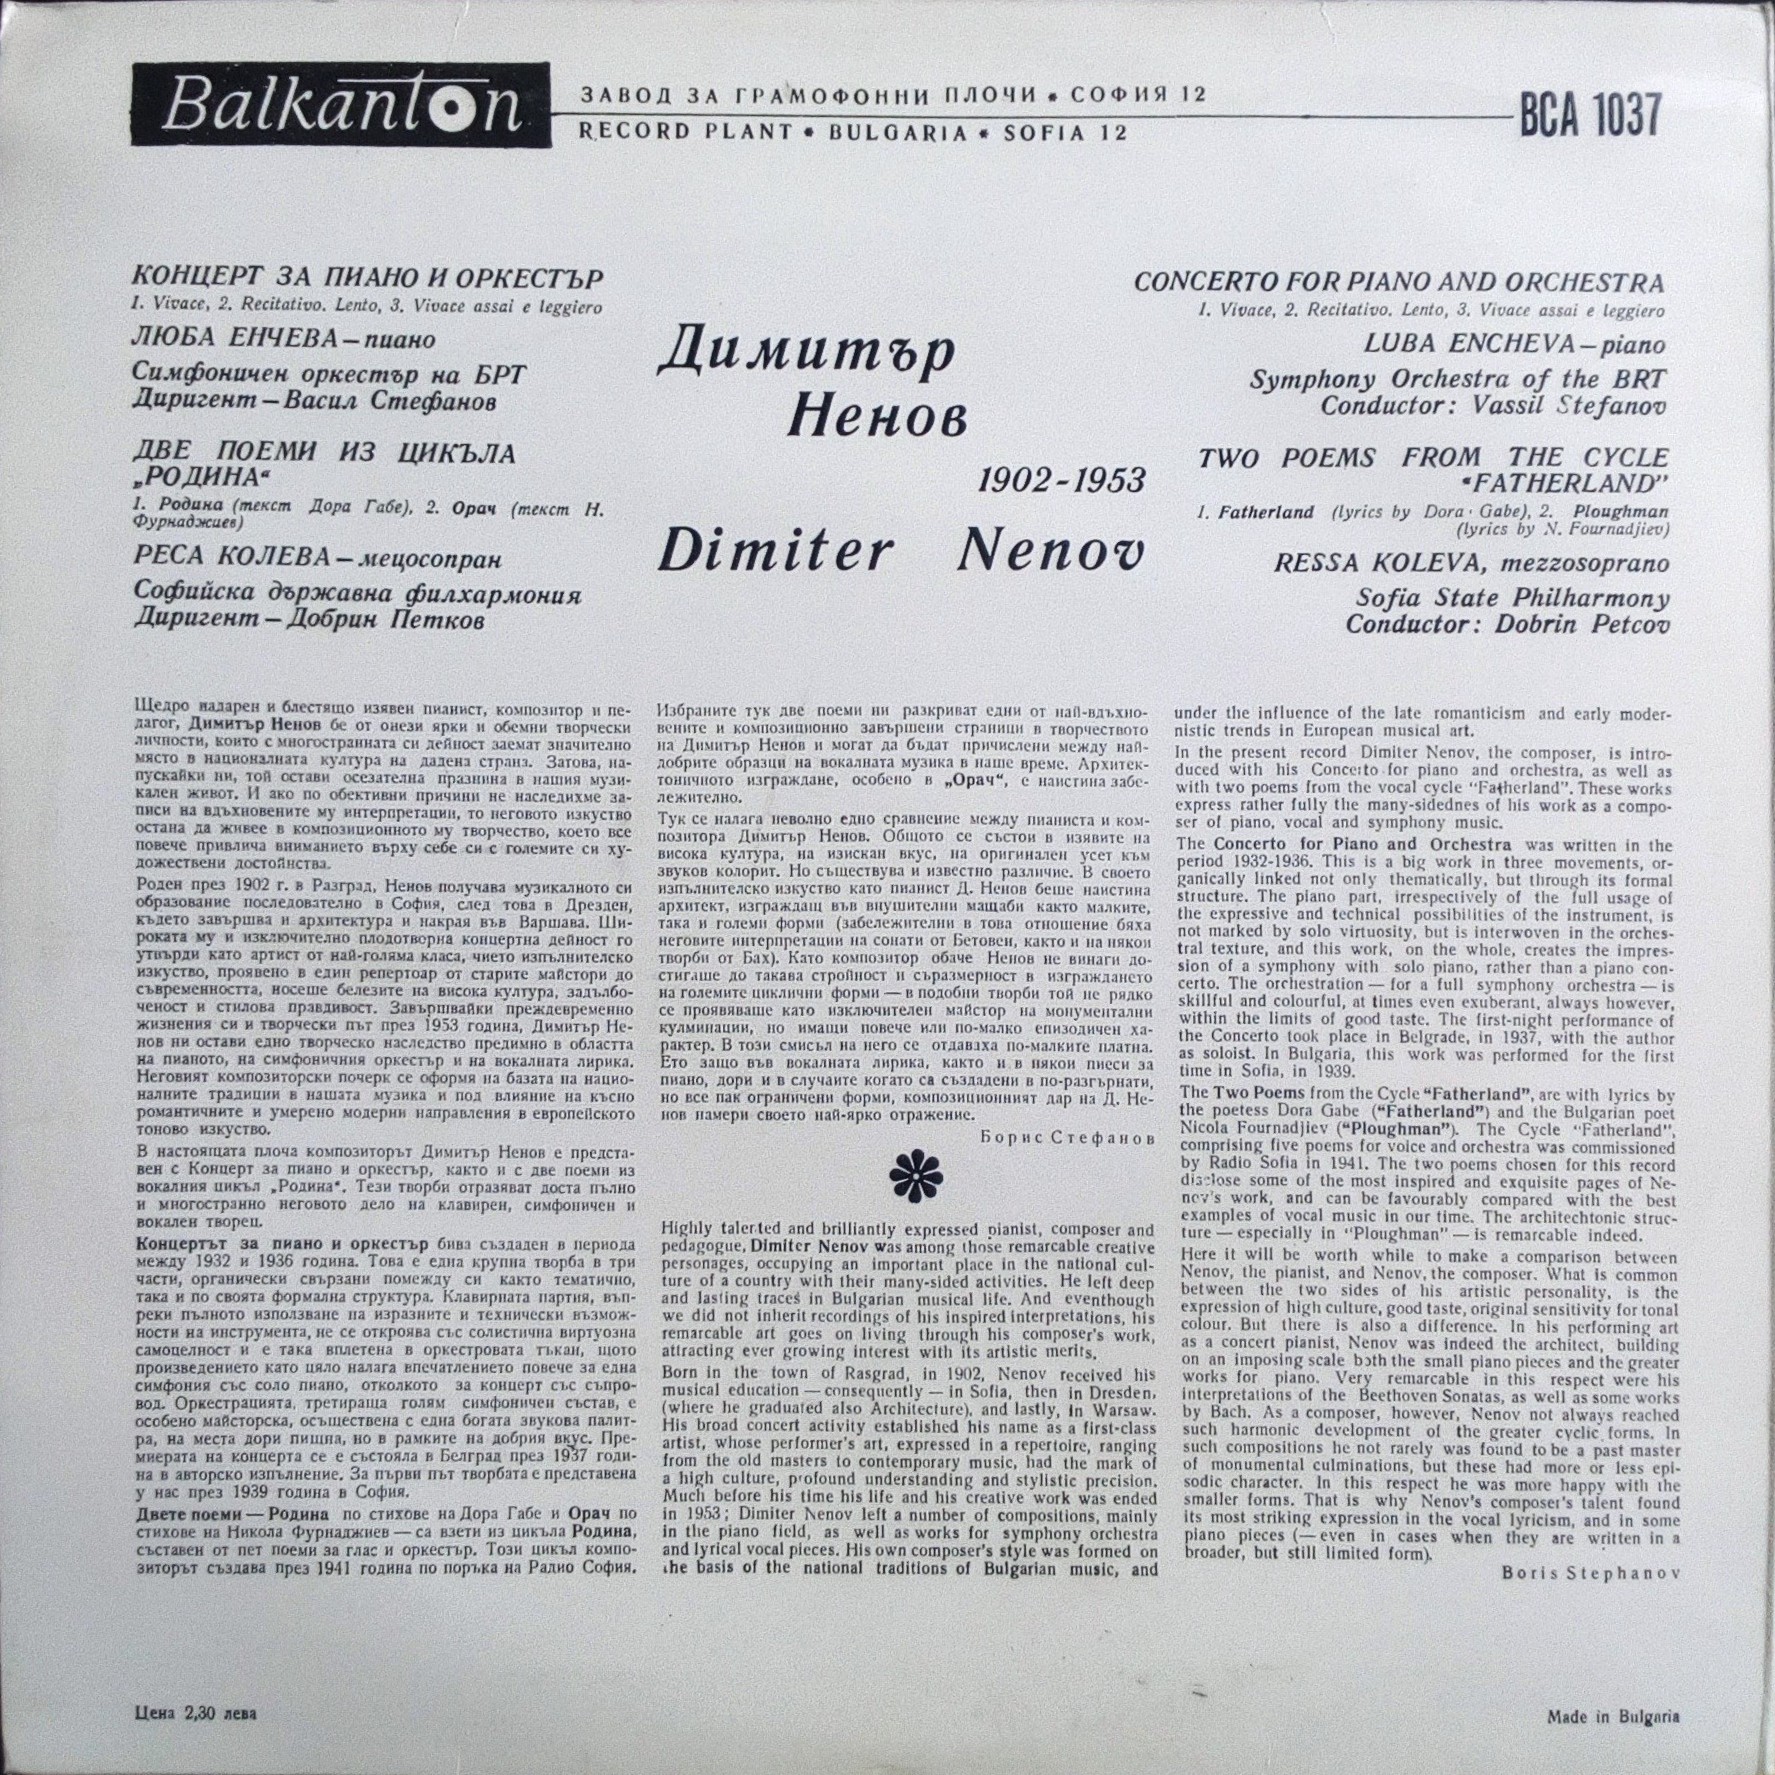 Balkanton
ЗАВОД ЗА ГРАМОФОННИ ПЛОЧИ * СОФИЯ 12
RECORD PLANT * BULGARIA * SOFIA 12
BCA 1037
КОНЦЕРТ ЗА ПИАНО И ОРКЕСТЪР
1. Vivace, 2. Recitativo. Lento, 3. Vivace assai e leggiero
ЛЮБА ЕНЧЕВА — пиано
Симфоничен оркестър на БРТ
Диригент — Васил Стефанов
ДВЕ ПОЕМИ ИЗ ЦИКЪЛА
„РОДИНА“
1. Родина (текст Дора Габе), 2. Орач (текст Н.
Фурнаджиев)
РЕСА КОЛЕВА — мецосопран
Софийска държавна филхармония
Диригент — Добрин Петков
Димитър
Ненов
1902-1953
Dimiter Nenov
CONCERTO FOR PIANO AND ORCHESTRA
1. Vivace, 2. Recitativo. Lento, 3. Vivace assai e leggiero
LUBA ENCHEVA — piano
Symphony Orchestra of the BRT
Conductor: Vassil Stefanov
TWO POEMS FROM THE CYCLE
“FATHERLAND”
1. Fatherland (lyrics by Dora Gabe), 2. Ploughman
(lyrics by N. Fournadjiev)
RESSA KOLEVA, mezzosoprano
Sofia State Philharmony
Conductor: Dobrin Petcov
Щедро надарен и блестящо изявен пианист, композитор и пе-
дагог, Димитър Ненов бе от онези ярки и обемни творчески
личности, които с многостранната си дейност заемат значително
място в националната култура на дадена страна. Затова, на-
пускайки ни, той остави осезателна празнина в нашия музи-
кален живот. И ако по обективни причини не наследихме за-
писи на вдъхновените му интерпретации, то неговото изкуство
остана да живее в композиционното му творчество, което все
повече привлича вниманието върху себе си с големите си ху-
дожествени достойнства.
Роден през 1902 г. в Разград, Ненов получава музикалното си
образование последователно в София, след това в Дрезден,
където завършва и архитектура и накрая във Варшава. Ши-
роката му и изключително плодотворна концертна дейност го
утвърди като артист от най-голяма класа, чието изпълнителско
изкуство, проявено в един репертоар от старите майстори до
съвременността, носеше белезите на висока култура, задълбо-
ченост и стилова правдивост. Завършвайки преждевременно
жизнения си и творчески път през 1953 година, Димитър Не-
нов ни остави едно творческо наследство предимно в областта
на пианото, на симфоничния оркестър и на вокалната лирика.
Неговият композиторски почерк се оформя на базата на нацио-
налните традиции в нашата музика и под влияние на късно
романтичните и умерено модерни направления в европейското
тоново изкуство.
В настоящата плоча композиторът Димитър Ненов е предста-
вен с Концерт за пиано и оркестър, както и с две поеми из
вокалния цикъл „Родина“. Тези творби отразяват доста пълно
и многостранно неговото дело на клавирен, симфоничен и
вокален творец.
Концертът за пиано и оркестър бива създаден в периода
между 1932 и 1936 година. Това е една крупна творба в три
части, органически свързани помежду си както тематично,
така и по своята формална структура. Клавирната партия, въп-
реки пълното използване на изразните и технически възмож-
ности на инструмента, не се откроява със солистична виртуозна
самоцелност и е така вплетена в оркестровата тъкан, щото
произведението като цяло налага впечатлението повече за една
симфония със соло пиано, отколкото за концерт със съпро-
вод. Оркестрацията, третираща голям симфоничен състав, е
особено майсторска, осъществена с една богата звукова палит-
ра, на места дори пищна, но в рамките на добрия вкус. Пре-
миерата на концерта се е състояла в Белград през 1937 годи-
на в авторско изпълнение. За първи път творбата е представена
у нас през 1939 година в София.
Двете поеми — Родина по стихове на Дора Габе и Орач по
стихове на Никола Фурнаджиев — са взети из цикъла Родина,
съставен от пет поеми за глас и оркестър. Този цикъл компо-
зиторът създава през 1941 година по поръка на Радио София.
Избраните тук две поеми ни разкриват едни от най-вдъхно-
вените и композиционно завършени страници в творчеството
на Димитър Ненов и могат да бъдат причислени между най-
добрите образци на вокалната музика в наше време. Архитек-
тоничното изграждане, особено в „Орач“, е наистина забе-
лежително.
Тук се налага неволно едно сравнение между пианиста и ком-
позитора Димитър Ненов. Общото се състои в изявите на
висока култура, на изискан вкус, на оригинален усет към
звуков колорит. Но съществува и известно различие. В своето
изпълнителско изкуство като пианист Д. Ненов беше наистина
архитект, изграждащ във внушителни мащаби както малките,
така и големи форми (забележителни в това отношение бяха
неговите интерпретации на сонати от Бетовен, както и на някои
творби от Бах). Като композитор обаче Ненов не винаги до-
стигаше до такава стройност и съразмерност в изграждането
на големите циклични форми — в подобни творби той не рядко
се проявяваше като изключителен майстор на монументални
кулминации, но имащи повече или по-малко епизодичен ха-
рактер. В този смисъл на него се отдаваха по-малките платна.
Ето защо във вокалната лирика, както и в някои пиеси за
пиано, дори и в случаите когато са създадени в по-разгърнати,
но все пак ограничени форми, композиционният дар на Д. Не-
нов намери своето най-ярко отражение.
Борис Стефанов
Highly talented and brilliantly expressed pianist, composer and
pedagogue, Dimiter Nenov was among those remarcable creative
personages, occupying an important place in the national cul-
ture of a country with their many-sided activities. He left deep
and lasting traces in Bulgarian musical life. And eventhough
we did not inherit recordings of his inspired interpretations, his
remarcable art goes on living through his composer's work,
attracting ever growing interest with its artistic merits.
Born in the town of Rasgrad, in 1902, Nenov received his
musical education — consequently — in Sofia, then in Dresden,
(where he graduated also Architecture), and lastly, in Warsaw.
His broad concert activity established his name as a first-class
artist, whose performer's art, expressed in a repertoire, ranging
from the old masters to contemporary music, had the mark of
a high culture, profound understanding and stylistic precision.
Much before his time his life and his creative work was ended
in 1953; Dimiter Nenov left a number of compositions, mainly
in the piano field, as well as works for symphony orchestra
and lyrical vocal pieces. His own composer's style was formed on
the basis of the national traditions of Bulgarian music, and
under the influence of the late romanticism and early moder-
nistic trends in European musical art.
In the present record Dimiter Nenov, the composer, is intro-
duced with his Concerto for piano and orchestra, as well as
with two poems from the vocal cycle “Fatherland”. These works
express rather fully the many-sidednes of his work as a compo-
ser of piano, vocal and symphony music.
The Concerto for Piano and Orchestra was written in the
period 1932-1936. This is a big work in three movements, or-
ganically linked not only thematically, but through its formal
structure. The piano part, irrespectively of the full usage of
the expressive and technical possibilities of the instrument, is
not marked by solo virtuosity, but is interwoven in the orches-
tral texture, and this work, on the whole, creates the impres-
sion of a symphony with solo piano, rather than a piano con-
certo. The orchestration — for a full symphony orchestra — is
skillful and colourful, at times even exuberant, always however,
within the limits of good taste. The first-night performance of
the Concerto took place in Belgrade, in 1937, with the author
as soloist. In Bulgaria, this work was performed for the first
time in Sofia, in 1939.
The Two Poems from the Cycle “Fatherland”, are with lyrics by
the poetess Dora Gabe (“Fatherland”) and the Bulgarian poet
Nicola Fournadjiev (“Ploughman”). The Cycle “Fatherland”,
comprising five poems for voice and orchestra was commissioned
by Radio Sofia in 1941. The two poems chosen for this record
disclose some of the most inspired and exquisite pages of Ne-
nov's work, and can be favourably compared with the best
examples of vocal music in our time. The architechtonic struc-
ture — especially in “Ploughman” — is remarcable indeed.
Here it will be worth while to make a comparison between
Nenov, the pianist, and Nenov, the composer. What is common
between the two sides of his artistic personality, is the
expression of high culture, good taste, original sensitivity for tonal
colour. But there is also a difference. In his performing art
as a concert pianist, Nenov was indeed the architect, building
on an imposing scale both the small piano pieces and the greater
works for piano. Very remarcable in this respect were his
interpretations of the Beethoven Sonatas, as well as some works
by Bach. As a composer, however, Nenov not always reached
such harmonic development of the greater cyclic forms. In
such compositions he not rarely was found to be a past master
of monumental culminations, but these had more or less epi-
sodic character. In this respect he was more happy with the
smaller forms. That is why Nenov's composer's talent found
its most striking expression in the vocal lyricism, and in some
piano pieces (— even in cases when they are written in a
broader, but still limited form).
Boris Stephanov
Цена 2,30 лева
Made in Bulgaria